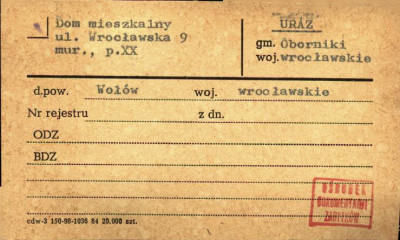 Dom mieszkalny
ul. Wrocławska 9
mur., p.XX
URAZ
gm. Oborniki
woj. wrocławskie
d.pow. Wołów woj. wrocławskie
Nr rejestru z dn.
ODZ
BDZ
OŚRODEK
DOKUMENTACJI
ZABYTKÓW
cdw-3 150-98-1036 84 20.000 szt.